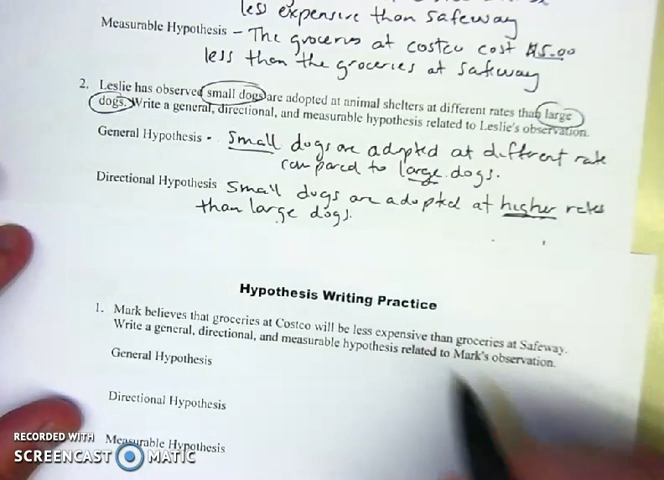 less expensive than safeway
Measurable Hypothesis - The groceries at costco cost $15.00
less then the groceries at safeway
2. Leslie has observed small dogs are adopted at animal shelters at different rates than large
dogs. Write a general, directional, and measurable hypothesis related to Leslie's observation.
General Hypothesis - Small dogs are adopted at different rate
compared to large dogs.
Directional Hypothesis Small dogs are adopted at higher rates
than large dogs.
Hypothesis Writing Practice
1. Mark believes that groceries at Costco will be less expensive than groceries at Safeway.
Write a general, directional, and measurable hypothesis related to Mark's observation.
General Hypothesis
Directional Hypothesis
Measurable Hypothesis
RECORDED WITH
SCREENCAST MATIC